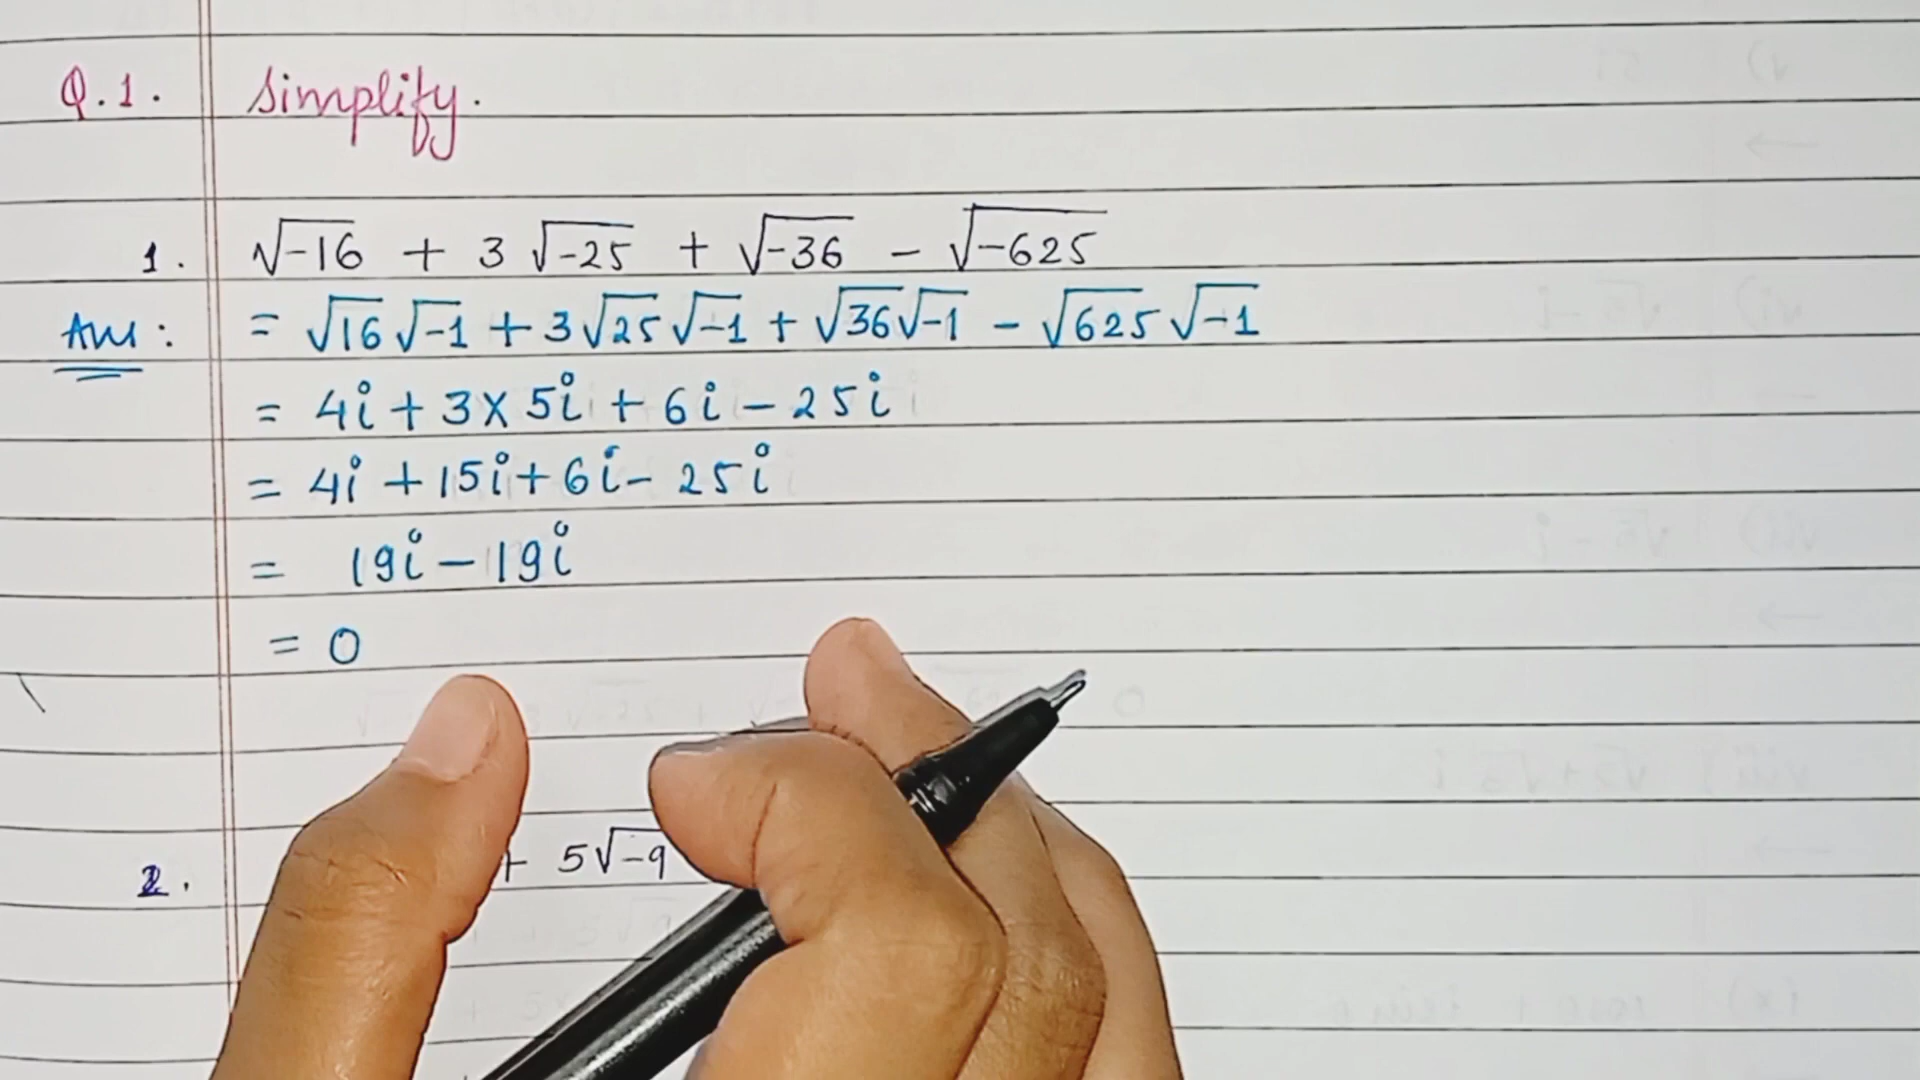 Q.1. Simplify.
1. √-16 + 3 √-25 + √-36 - √-625
Ans: = √16 √-1 + 3 √25 √-1 + √36 √-1 - √625 √-1
= 4i + 3 x 5i + 6i - 25i
= 4i + 15i + 6i - 25i
= 19i - 19i
= 0
2. + 5√-9